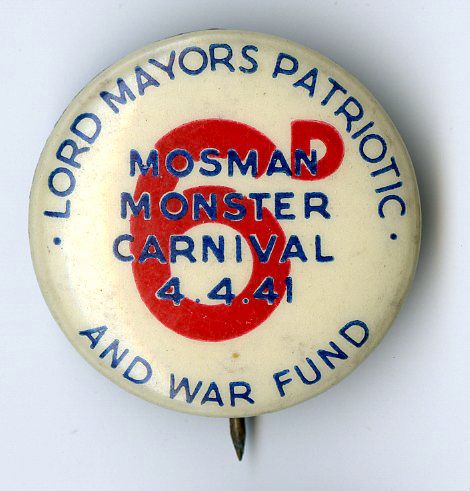 · LORD MAYORS PATRIOTIC ·
6D
MOSMAN
MONSTER
CARNIVAL
4.4.41
AND WAR FUND